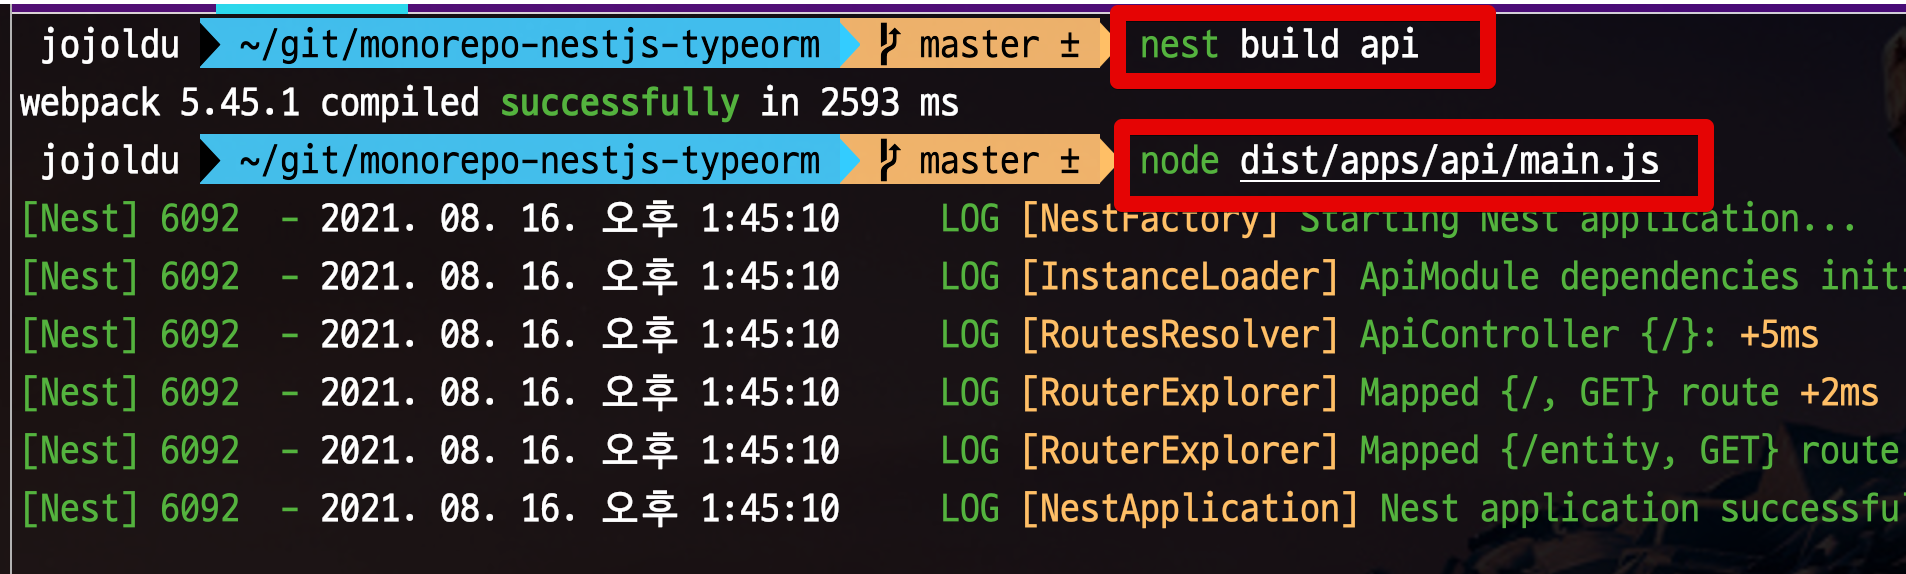 jojoldu ~/git/monorepo-nestjs-typeorm master ± nest build api
webpack 5.45.1 compiled successfully in 2593 ms
jojoldu ~/git/monorepo-nestjs-typeorm master ± node dist/apps/api/main.js
[Nest] 6092  - 2021. 08. 16. 오후 1:45:10     LOG [NestFactory] Starting Nest application...
[Nest] 6092  - 2021. 08. 16. 오후 1:45:10     LOG [InstanceLoader] ApiModule dependencies initi
[Nest] 6092  - 2021. 08. 16. 오후 1:45:10     LOG [RoutesResolver] ApiController {/}: +5ms
[Nest] 6092  - 2021. 08. 16. 오후 1:45:10     LOG [RouterExplorer] Mapped {/, GET} route +2ms
[Nest] 6092  - 2021. 08. 16. 오후 1:45:10     LOG [RouterExplorer] Mapped {/entity, GET} route
[Nest] 6092  - 2021. 08. 16. 오후 1:45:10     LOG [NestApplication] Nest application successfu